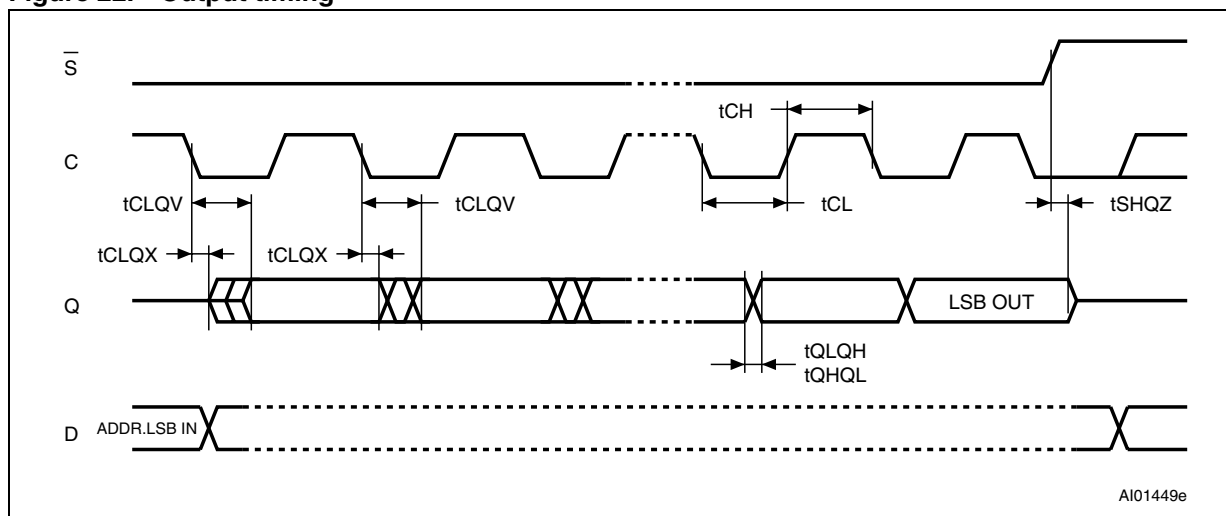 Figure 22. Output timing
S
tCH
C
tCLQV
tCLQV
tCL
tSHQZ
tCLQX
tCLQX
Q
LSB OUT
tQLQH
tQHQL
D
ADDR.LSB IN
AI01449e